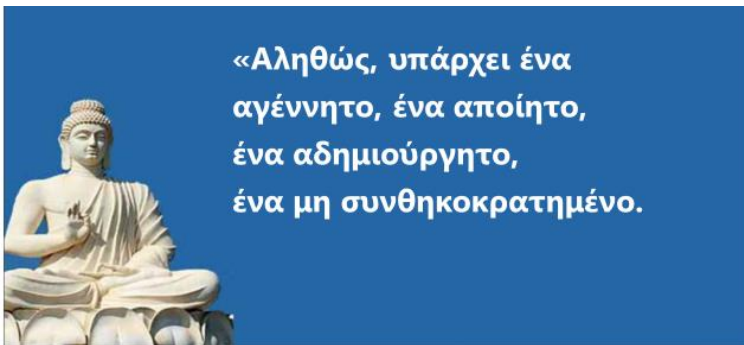 «Αληθώς, υπάρχει ένα
αγέννητο, ένα αποίητο,
ένα αδημιούργητο,
ένα μη συνθηκοκρατημένο.